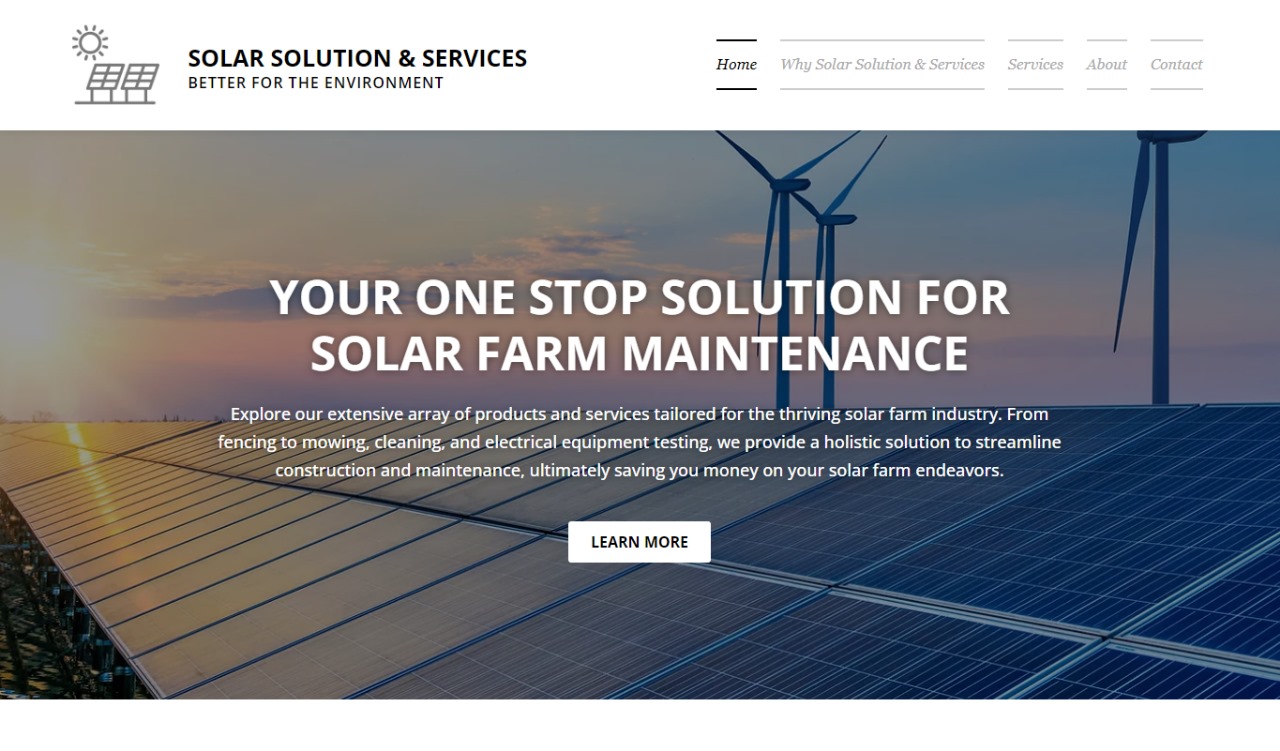 SOLAR SOLUTION & SERVICES
BETTER FOR THE ENVIRONMENT
Home
Why Solar Solution & Services
Services
About
Contact
YOUR ONE STOP SOLUTION FOR
SOLAR FARM MAINTENANCE
Explore our extensive array of products and services tailored for the thriving solar farm industry. From
fencing to mowing, cleaning, and electrical equipment testing, we provide a holistic solution to streamline
construction and maintenance, ultimately saving you money on your solar farm endeavors.
LEARN MORE